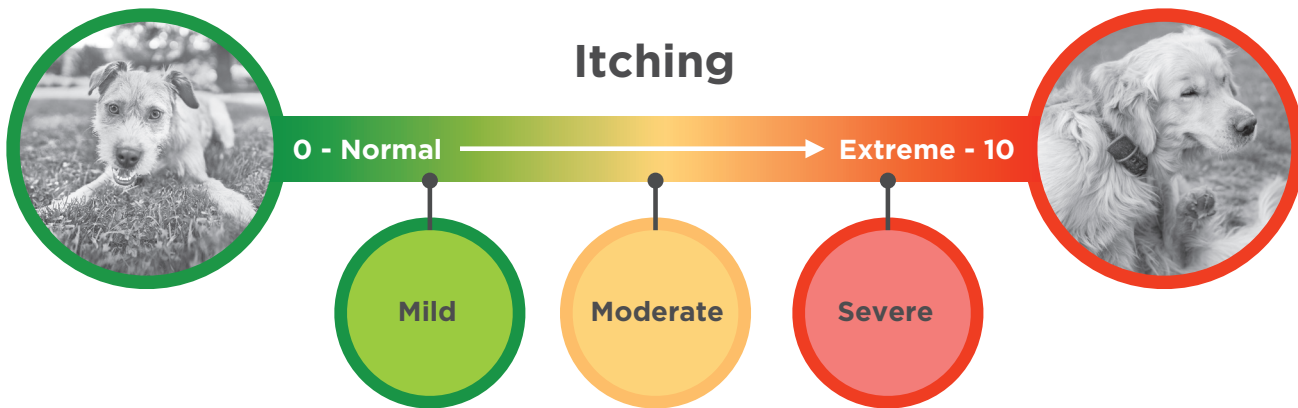 Itching
0 - Normal
Extreme - 10
Mild
Moderate
Severe